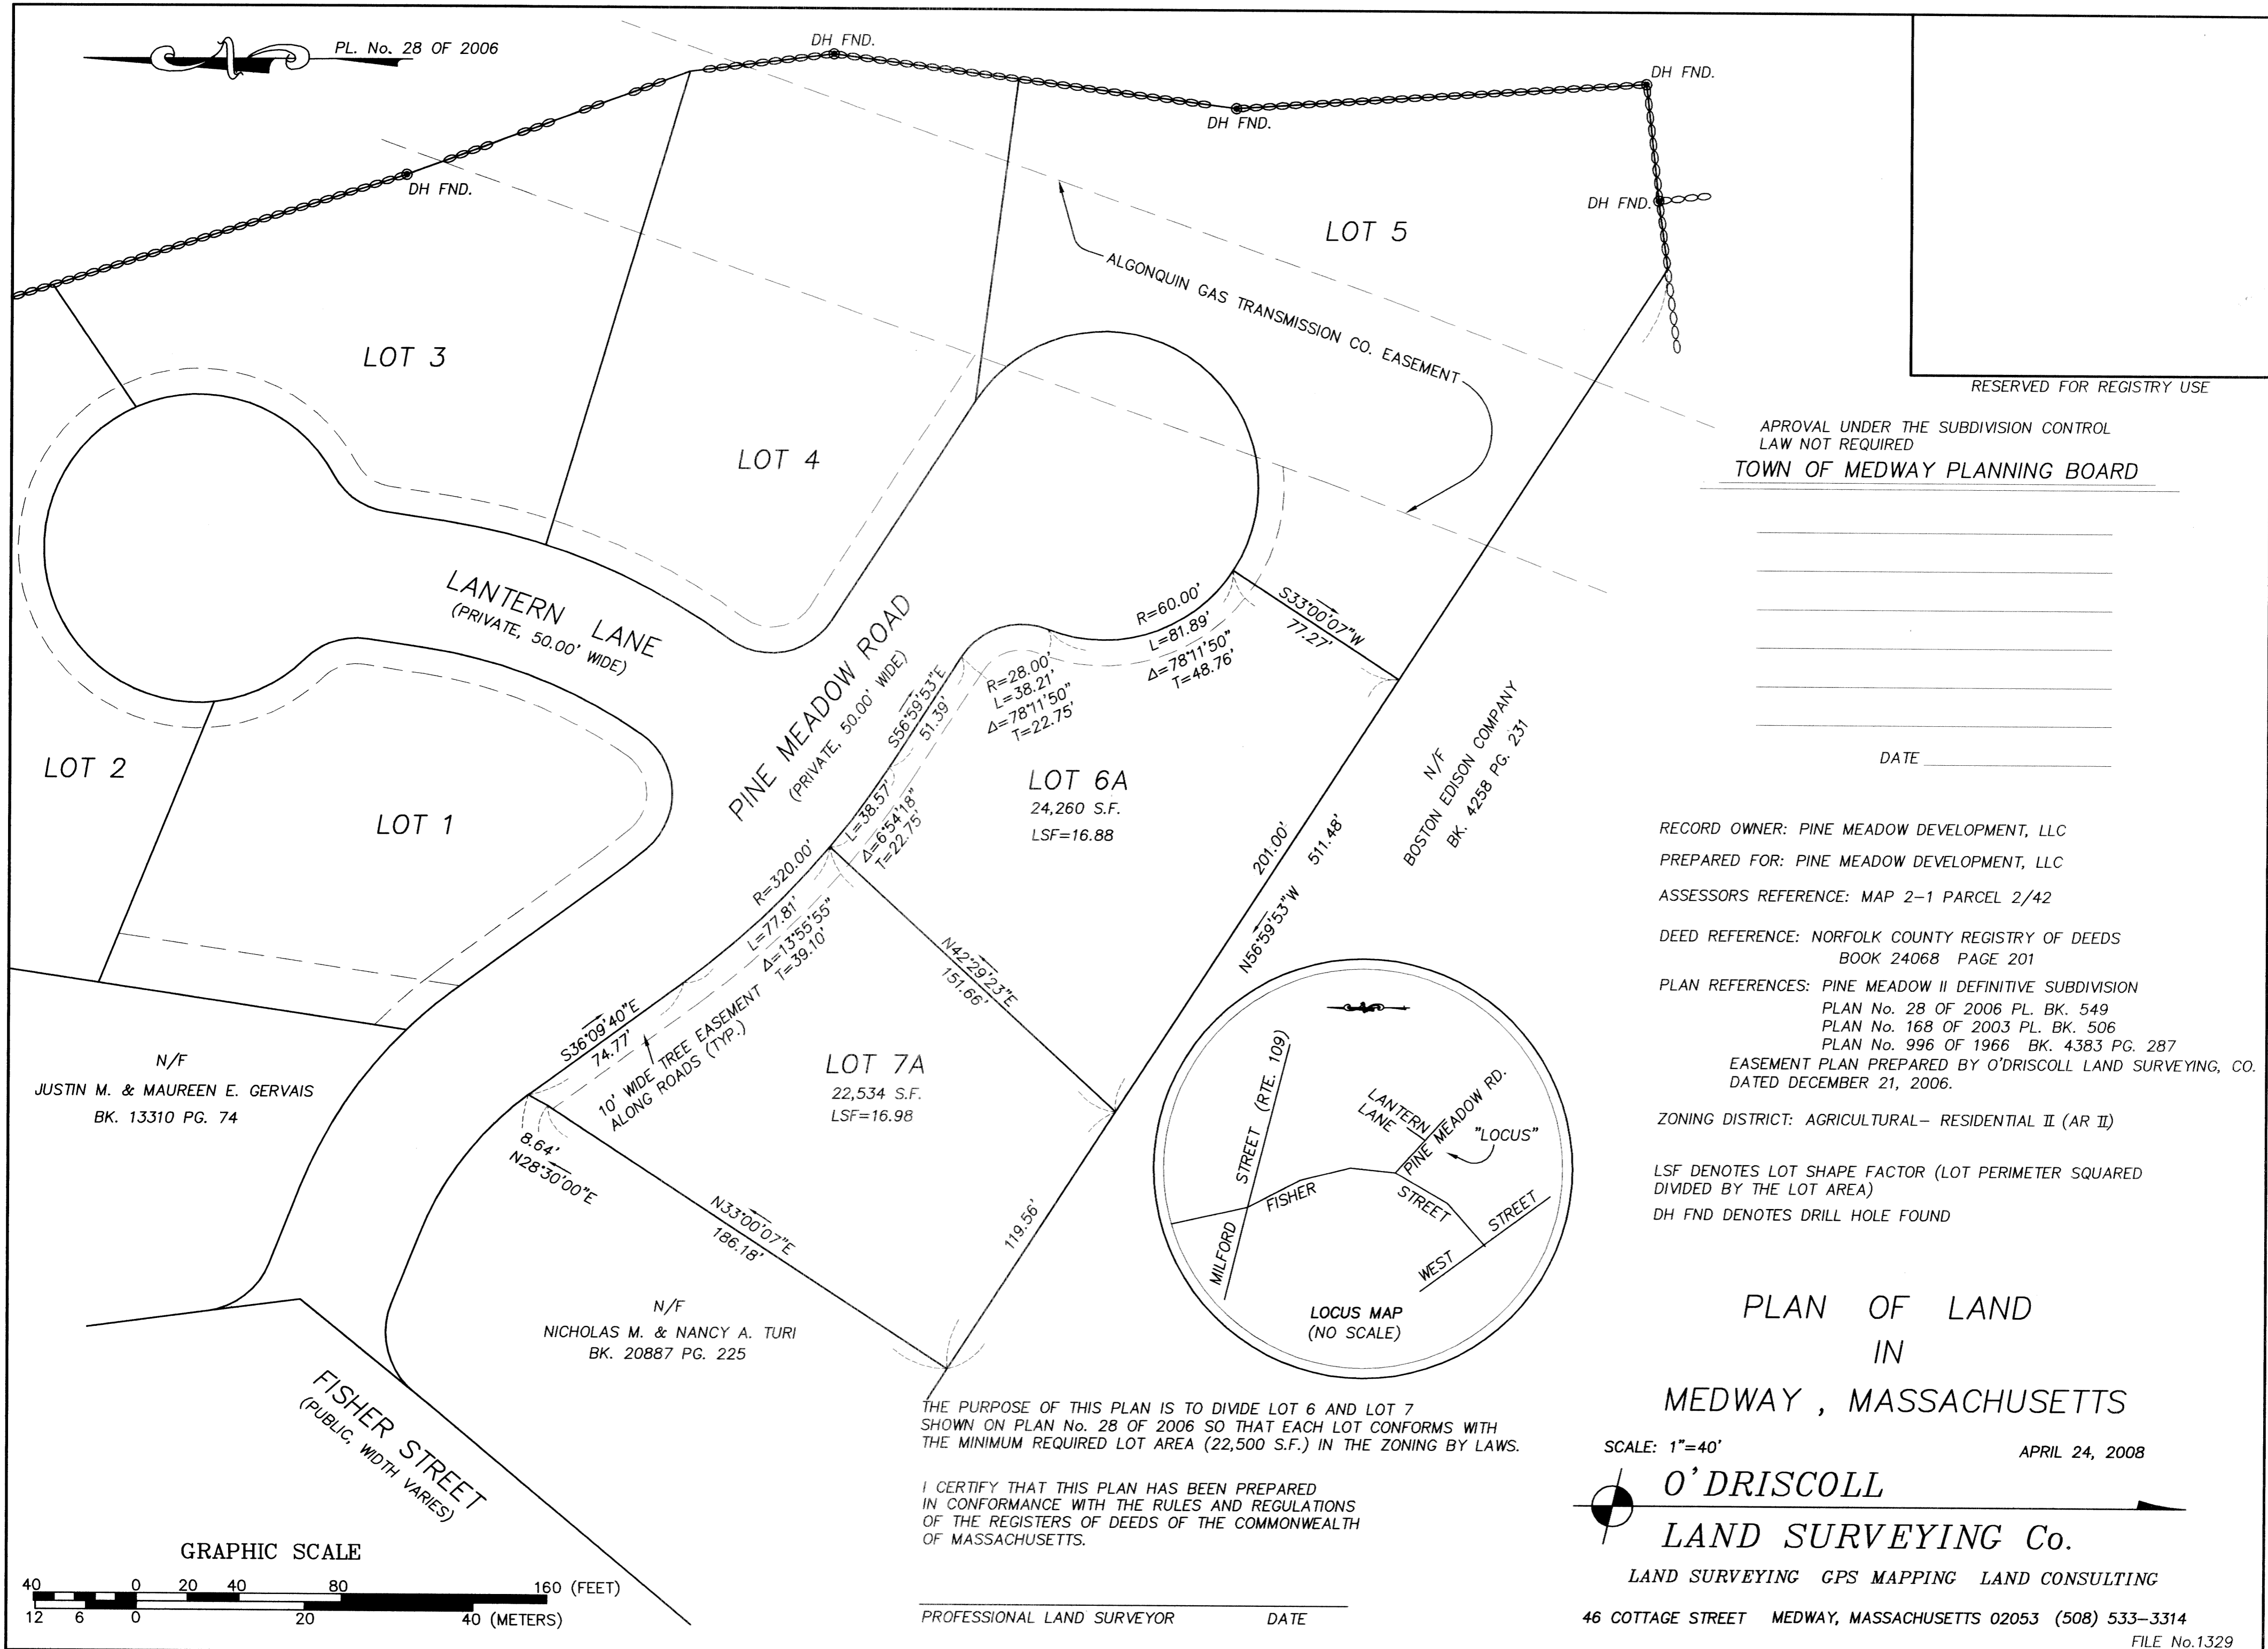 PL. No. 28 OF 2006
DH FND.
DH FND.
DH FND.
DH FND.
DH FND.
LOT 5
ALGONQUIN GAS TRANSMISSION CO. EASEMENT
LOT 3
LOT 4
RESERVED FOR REGISTRY USE
APROVAL UNDER THE SUBDIVISION CONTROL
LAW NOT REQUIRED
TOWN OF MEDWAY PLANNING BOARD
DATE
LANTERN LANE
(PRIVATE, 50.00' WIDE)
PINE MEADOW ROAD
(PRIVATE, 50.00' WIDE)
R=60.00'
L=81.89'
Δ=78°11'50"
T=48.76'
S33°00'07"W
77.27'
R=28.00'
L=38.21'
Δ=78°11'50"
T=22.75'
S56°59'53"E
51.39'
L=38.57'
Δ=6°54'18"
T=22.75'
R=320.00'
L=77.81'
Δ=13°55'55"
T=39.10'
LOT 2
LOT 1
LOT 6A
24,260 S.F.
LSF=16.88
N/F
BOSTON EDISON COMPANY
BK. 4258 PG. 231
201.00'
511.48'
N56°59'53"W
N42°29'23"E
151.66'
S36°09'40"E
74.77'
10' WIDE TREE EASEMENT
ALONG ROADS (TYP.)
LOT 7A
22,534 S.F.
LSF=16.98
8.64'
N28°30'00"E
N33°00'07"E
186.18'
119.56'
N/F
JUSTIN M. & MAUREEN E. GERVAIS
BK. 13310 PG. 74
N/F
NICHOLAS M. & NANCY A. TURI
BK. 20887 PG. 225
FISHER STREET
(PUBLIC, WIDTH VARIES)
MILFORD STREET (RTE. 109)
LANTERN
LANE
PINE MEADOW RD.
"LOCUS"
FISHER STREET
WEST STREET
LOCUS MAP
(NO SCALE)
RECORD OWNER: PINE MEADOW DEVELOPMENT, LLC
PREPARED FOR: PINE MEADOW DEVELOPMENT, LLC
ASSESSORS REFERENCE: MAP 2-1 PARCEL 2/42
DEED REFERENCE: NORFOLK COUNTY REGISTRY OF DEEDS
BOOK 24068 PAGE 201
PLAN REFERENCES: PINE MEADOW II DEFINITIVE SUBDIVISION
PLAN No. 28 OF 2006 PL. BK. 549
PLAN No. 168 OF 2003 PL. BK. 506
PLAN No. 996 OF 1966 BK. 4383 PG. 287
EASEMENT PLAN PREPARED BY O'DRISCOLL LAND SURVEYING, CO.
DATED DECEMBER 21, 2006.
ZONING DISTRICT: AGRICULTURAL- RESIDENTIAL II (AR II)
LSF DENOTES LOT SHAPE FACTOR (LOT PERIMETER SQUARED
DIVIDED BY THE LOT AREA)
DH FND DENOTES DRILL HOLE FOUND
THE PURPOSE OF THIS PLAN IS TO DIVIDE LOT 6 AND LOT 7
SHOWN ON PLAN No. 28 OF 2006 SO THAT EACH LOT CONFORMS WITH
THE MINIMUM REQUIRED LOT AREA (22,500 S.F.) IN THE ZONING BY LAWS.
I CERTIFY THAT THIS PLAN HAS BEEN PREPARED
IN CONFORMANCE WITH THE RULES AND REGULATIONS
OF THE REGISTERS OF DEEDS OF THE COMMONWEALTH
OF MASSACHUSETTS.
PROFESSIONAL LAND SURVEYOR DATE
GRAPHIC SCALE
40 0 20 40 80 160 (FEET)
12 6 0 20 40 (METERS)
PLAN OF LAND
IN
MEDWAY , MASSACHUSETTS
SCALE: 1"=40' APRIL 24, 2008
O'DRISCOLL
LAND SURVEYING Co.
LAND SURVEYING GPS MAPPING LAND CONSULTING
46 COTTAGE STREET MEDWAY, MASSACHUSETTS 02053 (508) 533-3314
FILE No.1329